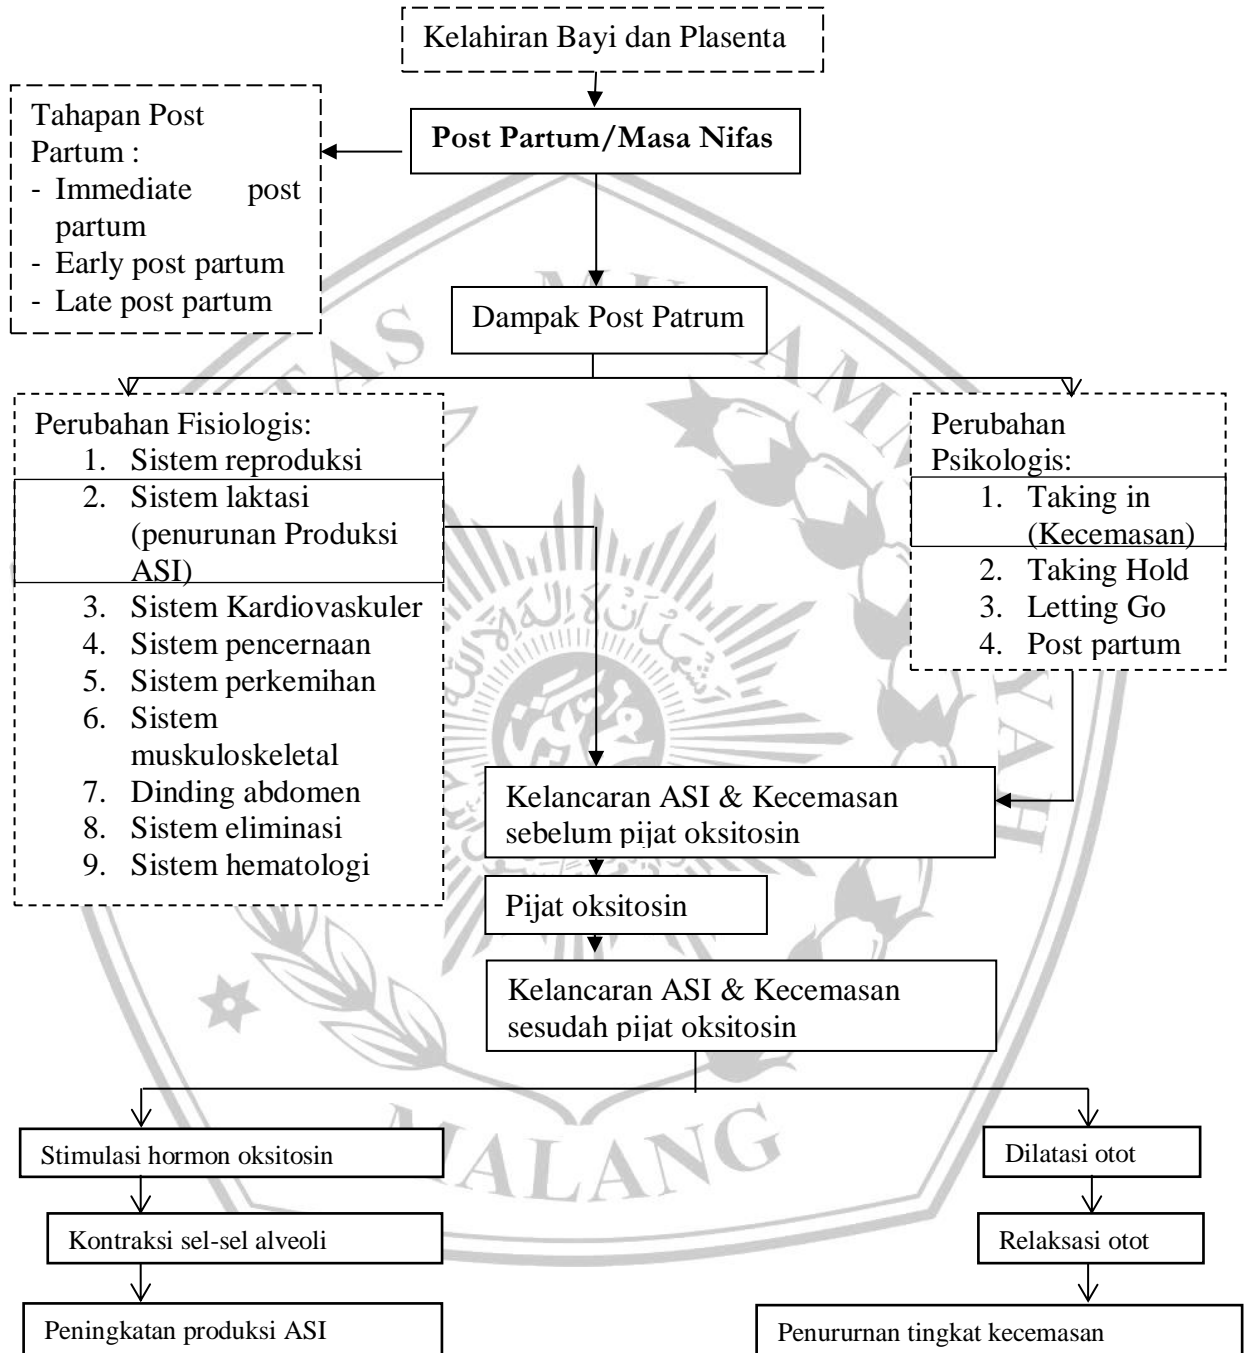 Kelahiran Bayi dan Plasenta
Tahapan Post
Partum :
- Immediate post
partum
- Early post partum
- Late post partum
Post Partum/Masa Nifas
Dampak Post Patrum
Perubahan Fisiologis:
1. Sistem reproduksi
2. Sistem laktasi
(penurunan Produksi
ASI)
3. Sistem Kardiovaskuler
4. Sistem pencernaan
5. Sistem perkemihan
6. Sistem
muskuloskeletal
7. Dinding abdomen
8. Sistem eliminasi
9. Sistem hematologi
Perubahan
Psikologis:
1. Taking in
(Kecemasan)
2. Taking Hold
3. Letting Go
4. Post partum
Kelancaran ASI & Kecemasan
sebelum pijat oksitosin
Pijat oksitosin
Kelancaran ASI & Kecemasan
sesudah pijat oksitosin
Stimulasi hormon oksitosin
Kontraksi sel-sel alveoli
Peningkatan produksi ASI
Dilatasi otot
Relaksasi otot
Penururnan tingkat kecemasan
MALANG